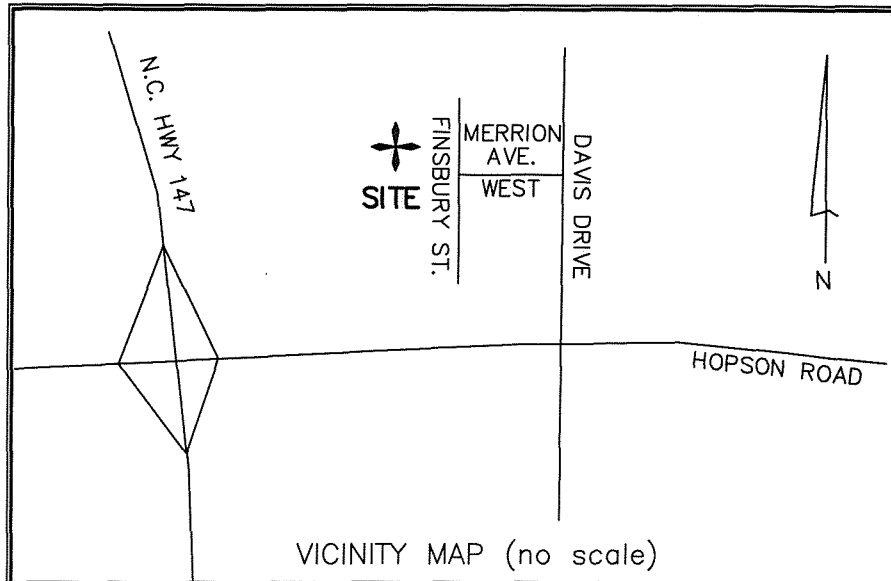 N.C. HWY 147
SITE
FINSBURY ST.
MERRION
AVE.
WEST
DAVIS DRIVE
N
HOPSON ROAD
VICINITY MAP (no scale)